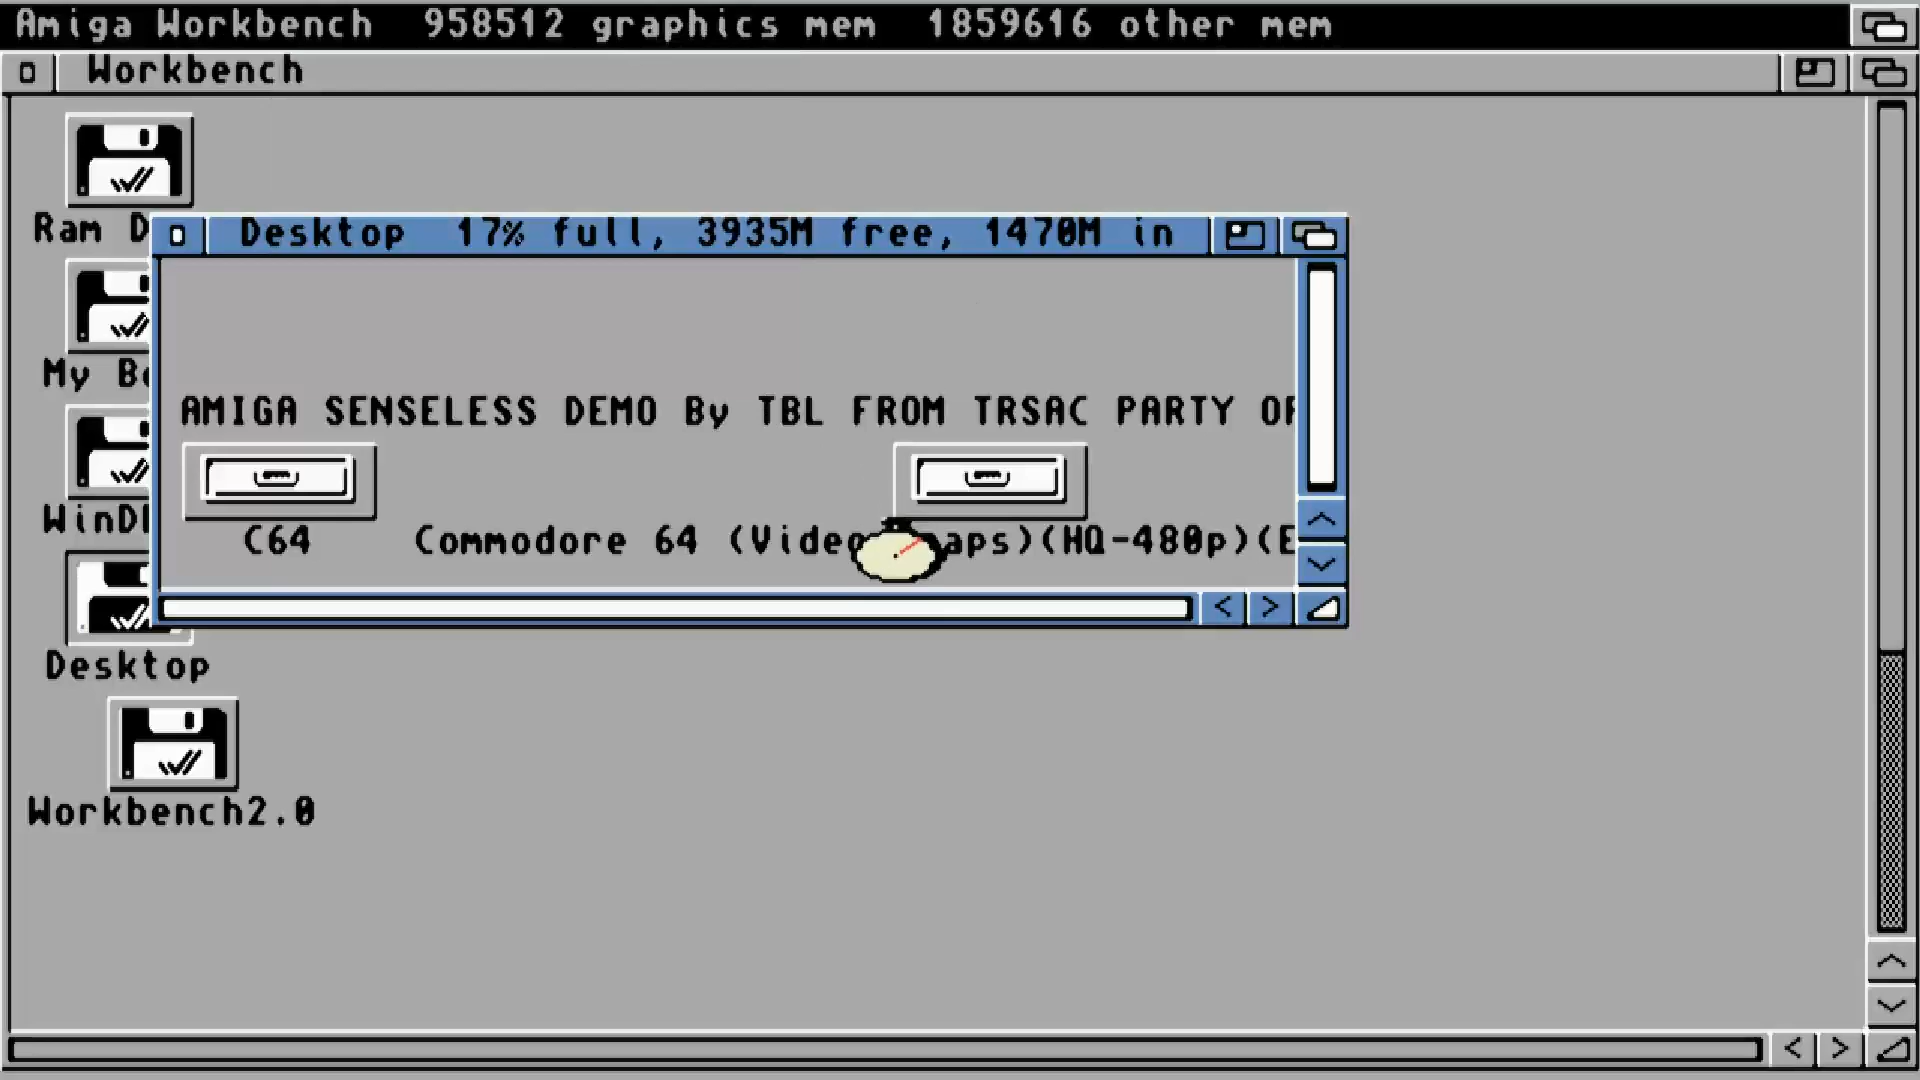 Amiga Workbench 958512 graphics mem 1859616 other mem
Workbench
Ram D
Desktop 17% full, 3935M free, 1470M in
My B
AMIGA SENSELESS DEMO By TBL FROM TRSAC PARTY OF
WinD
C64
Commodore 64 (Video aps)(HQ-480p)(E
Desktop
Workbench2.0